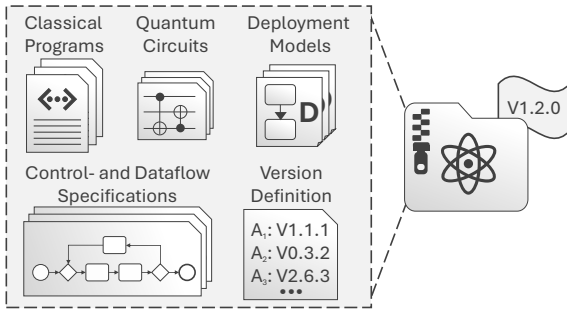 Classical
Programs
Quantum
Circuits
Deployment
Models
D
V1.2.0
Control- and Dataflow
Specifications
Version
Definition
A₁: V1.1.1
A₂: V0.3.2
A₃: V2.6.3
•••